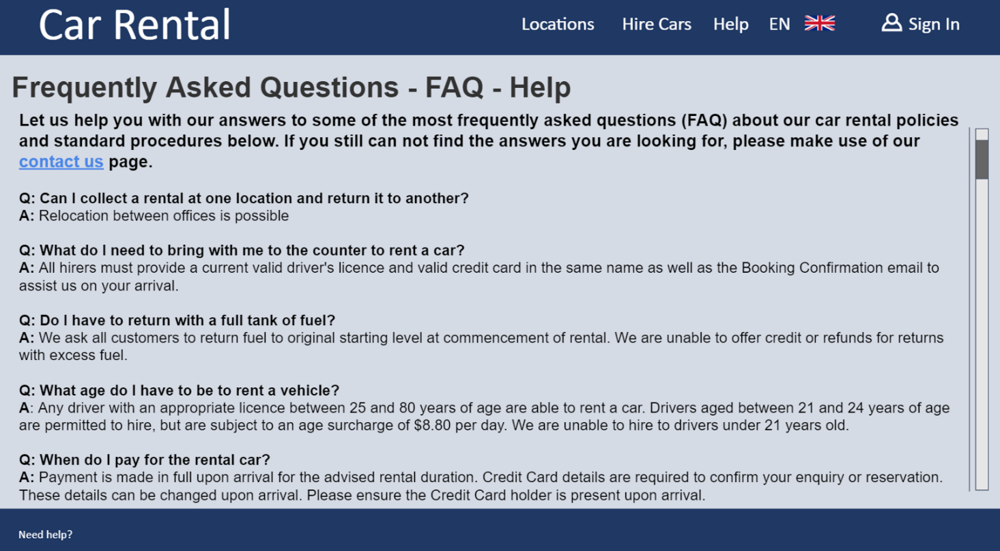 Car Rental
Locations Hire Cars Help EN Sign In
Frequently Asked Questions - FAQ - Help
Let us help you with our answers to some of the most frequently asked questions (FAQ) about our car rental policies
and standard procedures below. If you still can not find the answers you are looking for, please make use of our
contact us page.
Q: Can I collect a rental at one location and return it to another?
A: Relocation between offices is possible
Q: What do I need to bring with me to the counter to rent a car?
A: All hirers must provide a current valid driver's licence and valid credit card in the same name as well as the Booking Confirmation email to
assist us on your arrival.
Q: Do I have to return with a full tank of fuel?
A: We ask all customers to return fuel to original starting level at commencement of rental. We are unable to offer credit or refunds for returns
with excess fuel.
Q: What age do I have to be to rent a vehicle?
A: Any driver with an appropriate licence between 25 and 80 years of age are able to rent a car. Drivers aged between 21 and 24 years of age
are permitted to hire, but are subject to an age surcharge of $8.80 per day. We are unable to hire to drivers under 21 years old.
Q: When do I pay for the rental car?
A: Payment is made in full upon arrival for the advised rental duration. Credit Card details are required to confirm your enquiry or reservation.
These details can be changed upon arrival. Please ensure the Credit Card holder is present upon arrival.
Need help?